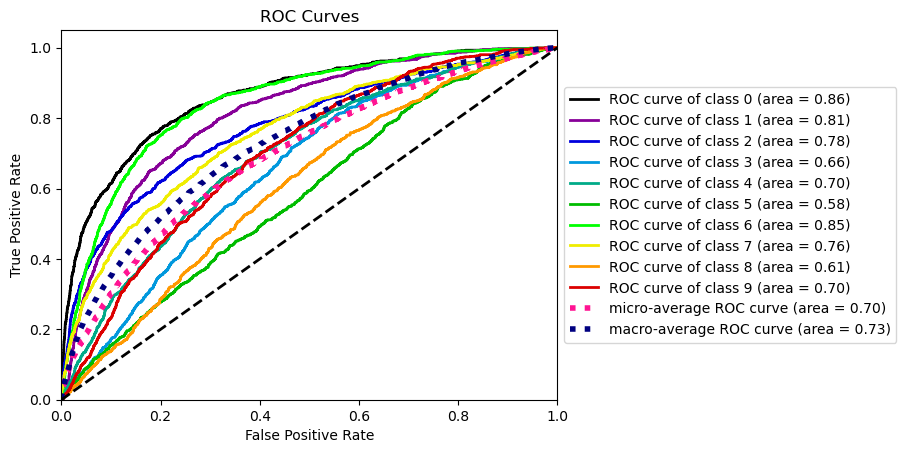 ROC Curves
True Positive Rate
1.0
0.8
0.6
0.4
0.2
0.0
0.0 0.2 0.4 0.6 0.8 1.0
False Positive Rate
ROC curve of class 0 (area = 0.86)
ROC curve of class 1 (area = 0.81)
ROC curve of class 2 (area = 0.78)
ROC curve of class 3 (area = 0.66)
ROC curve of class 4 (area = 0.70)
ROC curve of class 5 (area = 0.58)
ROC curve of class 6 (area = 0.85)
ROC curve of class 7 (area = 0.76)
ROC curve of class 8 (area = 0.61)
ROC curve of class 9 (area = 0.70)
micro-average ROC curve (area = 0.70)
macro-average ROC curve (area = 0.73)